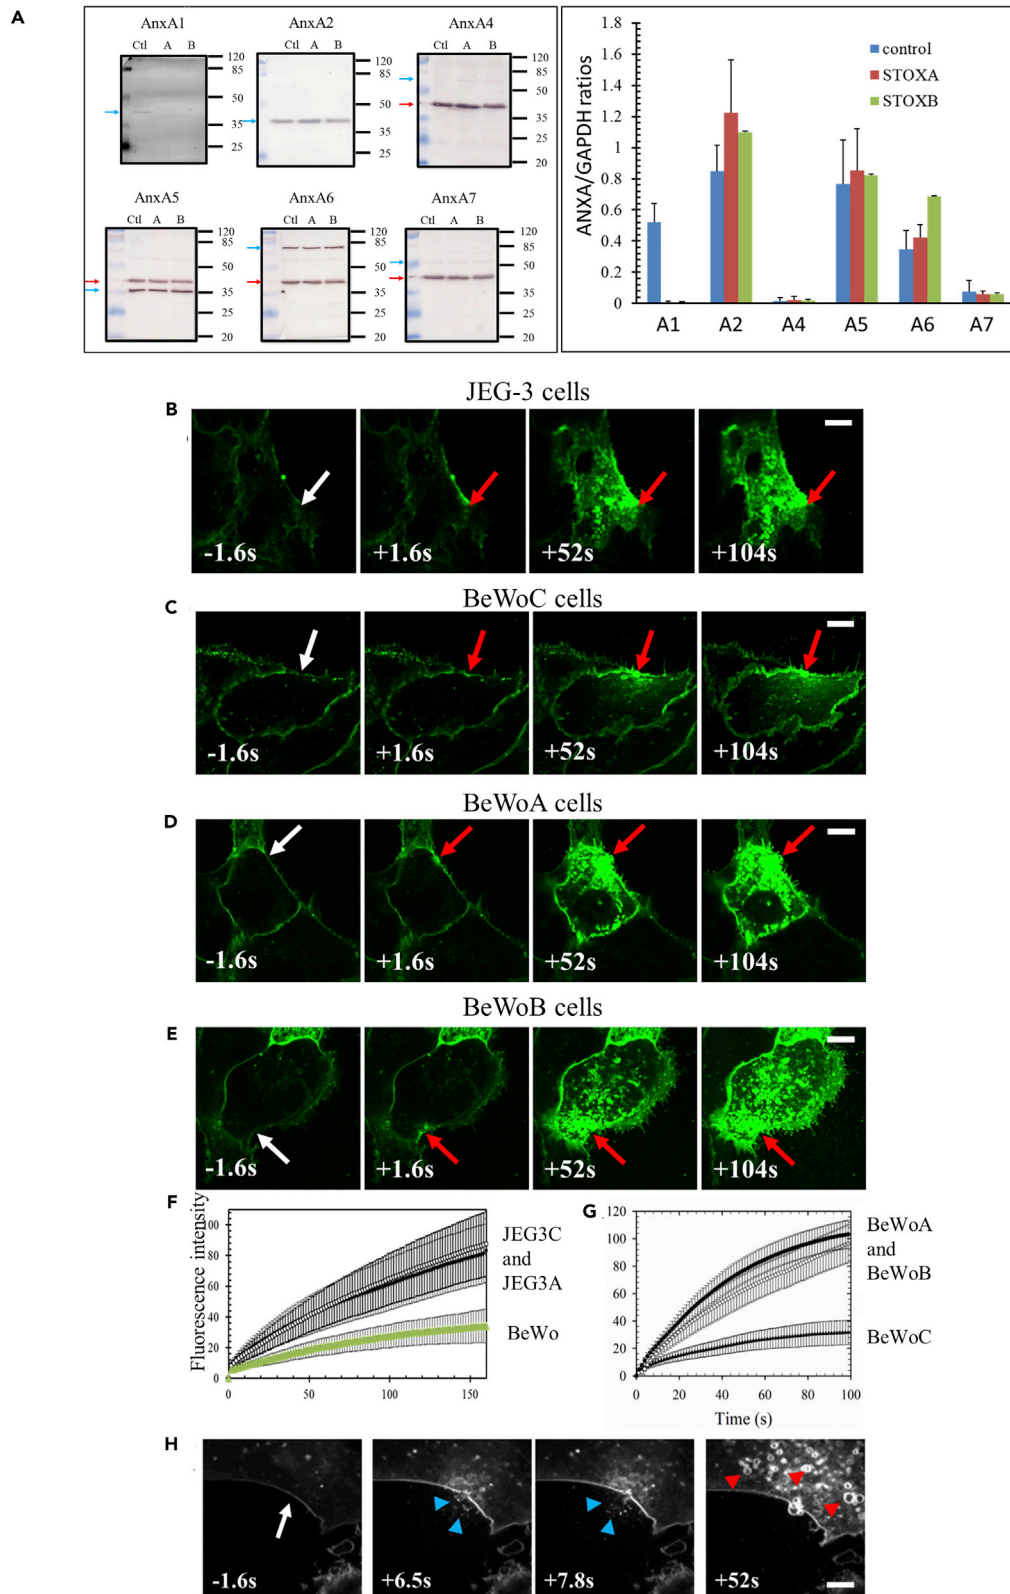 A
AnxA1
Ctl A B
120
85
50
35
25
AnxA2
Ctl A B
120
85
50
35
25
AnxA4
Ctl A B
120
85
50
35
25
20
AnxA5
Ctl A B
120
85
50
35
25
20
AnxA6
Ctl A B
120
85
50
35
25
20
AnxA7
Ctl A B
120
85
50
35
25
20
ANXA/GAPDH ratios
1.8
1.6
1.4
1.2
1
0.8
0.6
0.4
0.2
0
control
STOXA
STOXB
A1 A2 A4 A5 A6 A7
JEG-3 cells
B
-1.6s +1.6s +52s +104s
BeWoC cells
C
-1.6s +1.6s +52s +104s
BeWoA cells
D
-1.6s +1.6s +52s +104s
BeWoB cells
E
-1.6s +1.6s +52s +104s
F
Fluorescence intensity
100
80
60
40
20
0
0 50 100 150
JEG3C
and
JEG3A
BeWo
G
120
100
80
60
40
20
0
0 20 40 60 80 100
Time (s)
BeWoA
and
BeWoB
BeWoC
H
-1.6s +6.5s +7.8s +52s